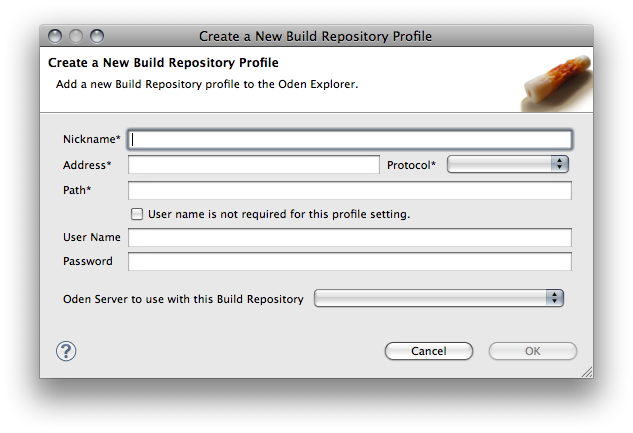 Create a New Build Repository Profile
Create a New Build Repository Profile
Add a new Build Repository profile to the Oden Explorer.
Nickname*
Address* Protocol*
Path*
User name is not required for this profile setting.
User Name
Password
Oden Server to use with this Build Repository
? Cancel OK